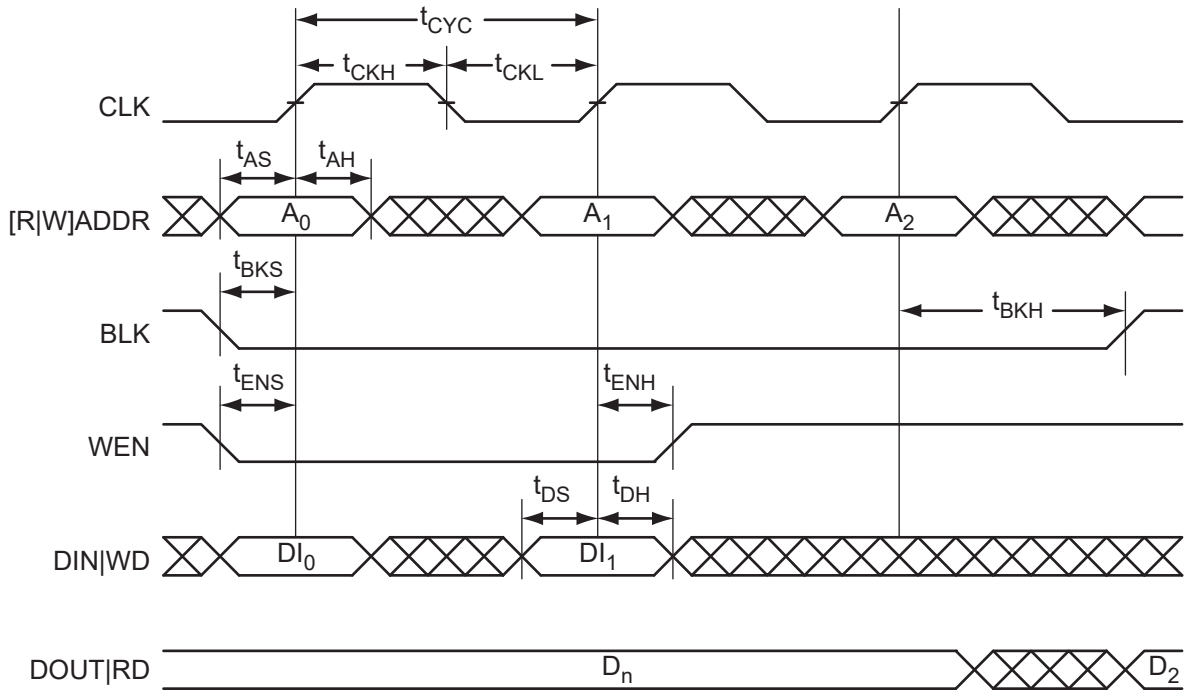 tCYC
tCKH tCKL
CLK
tAS tAH
[R|W]ADDR A0 A1 A2
tBKS
tBKH
BLK
tENS tENH
WEN
tDS tDH
DIN|WD DI0 DI1
DOUT|RD Dn D2